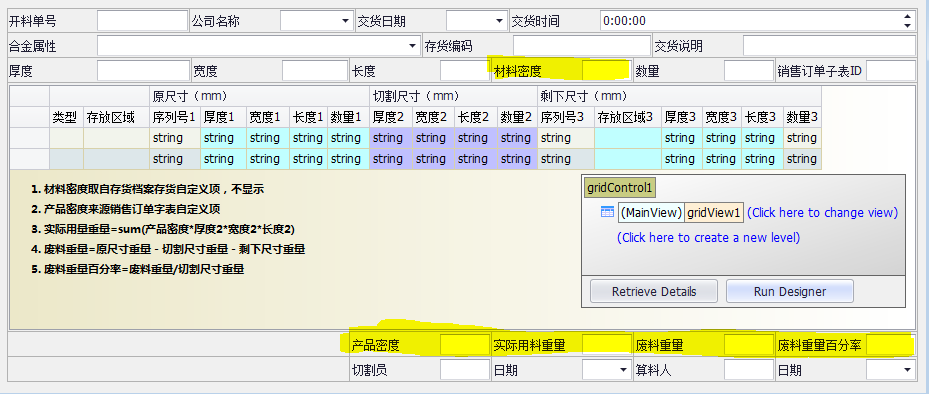 开料单号 公司名称 交货日期 交货时间 0:00:00
合金属性 存货编码 交货说明
厚度 宽度 长度 材料密度 数量 销售订单子表ID
原尺寸（mm） 切割尺寸（mm） 剩下尺寸（mm）
类型 存放区域 序列号1 厚度1 宽度1 长度1 数量1 厚度2 宽度2 长度2 数量2 序列号3 存放区域3 厚度3 宽度3 长度3 数量3
string string string string string string string string string string string string string string
string string string string string string string string string string string string string string
1. 材料密度取自存货档案存货自定义项，不显示
2. 产品密度来源销售订单字表自定义项
3. 实际用量重量=sum(产品密度*厚度2*宽度2*长度2)
4. 废料重量=原尺寸重量 - 切割尺寸重量 - 剩下尺寸重量
5. 废料重量百分率=废料重量/切割尺寸重量
gridControl1
(MainView) gridView1 (Click here to change view)
(Click here to create a new level)
Retrieve Details Run Designer
产品密度 实际用料重量 废料重量 废料重量百分率
切割员 日期 算料人 日期